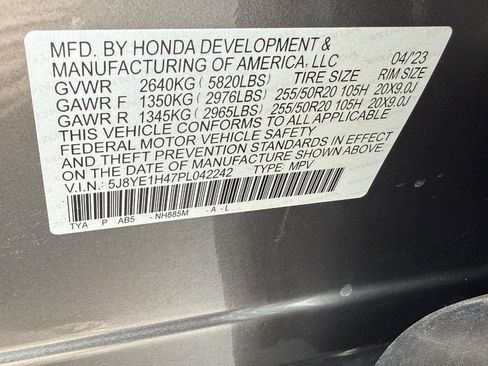 MFD. BY HONDA DEVELOPMENT &
MANUFACTURING OF AMERICA, LLC 04/23
GVWR 2640KG ( 5820LBS) TIRE SIZE RIM SIZE
GAWR F 1350KG ( 2976LBS) 255/50R20 105H 20X9.0J
GAWR R 1345KG ( 2965LBS) 255/50R20 105H 20X9.0J
THIS VEHICLE CONFORMS TO ALL APPLICABLE
FEDERAL MOTOR VEHICLE SAFETY
AND THEFT PREVENTION STANDARDS IN EFFECT
ON THE DATE OF MANUFACTURE SHOWN ABOVE.
V.I.N.: 5J8YE1H47PL042242 TYPE: MPV
TYA P AB5 - NH885M - A - L